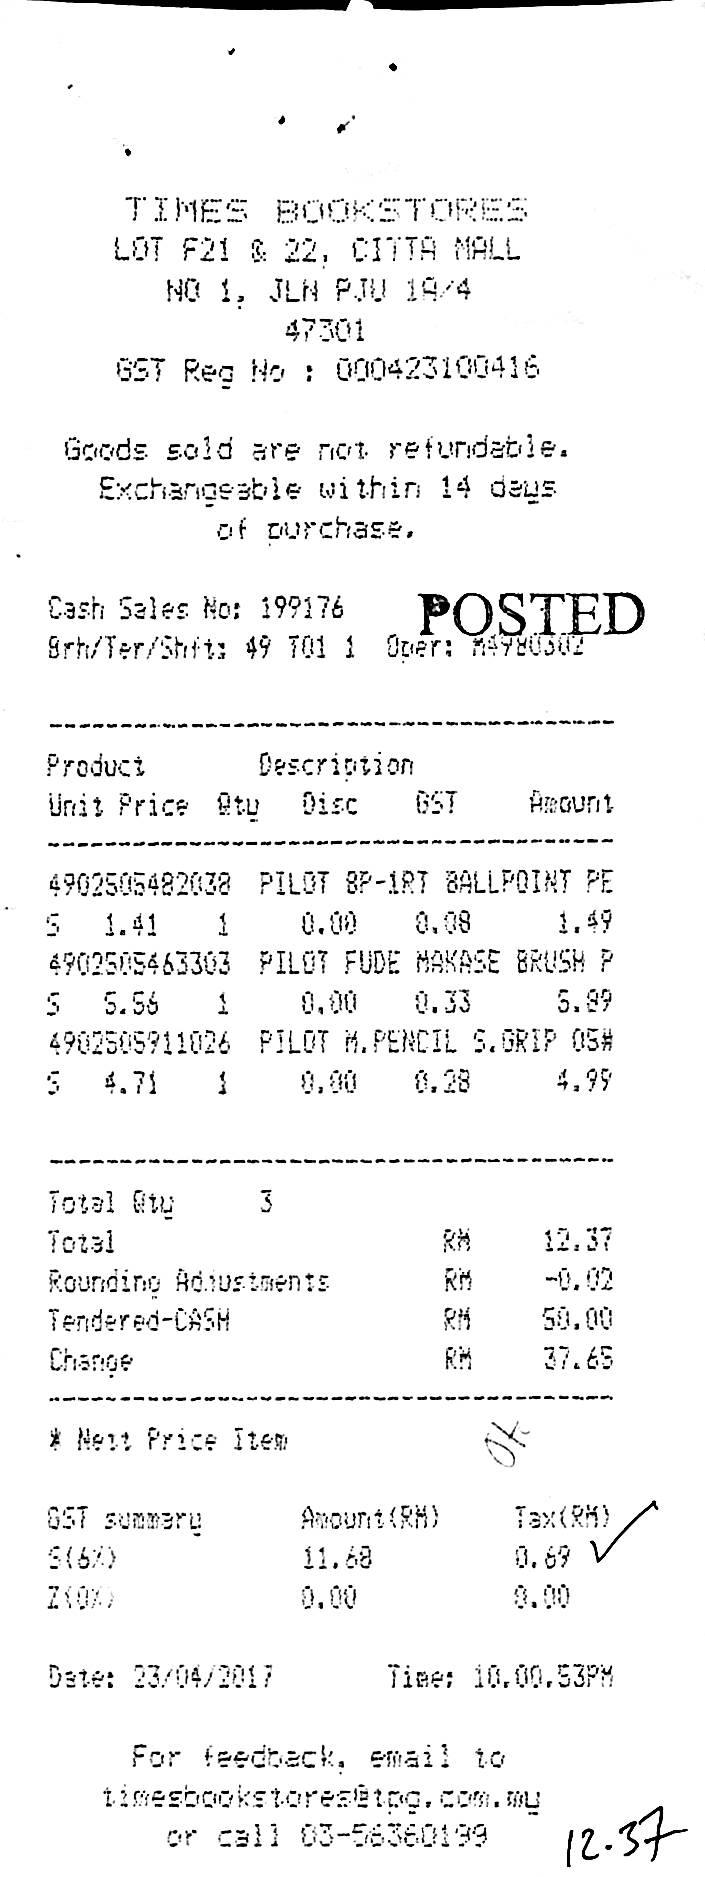 TIMES BOOKSTORES
LOT F21 & 22, CITTA MALL
NO 1, JLN PJU 1A/4
47301
GST Reg No : 000423100416
Goods sold are not refundable.
Exchangeable within 14 days
of purchase.
Cash Sales No: 199176
POSTED
Brh/Ter/Shft: 49 T01 1 Oper: M4980302
Product Description
Unit Price Qty Disc GST Amount
4902505482038 PILOT BP-1RT BALLPOINT PE
S 1.41 1 0.00 0.08 1.49
4902505463303 PILOT FUDE MAKASE BRUSH P
S 5.56 1 0.00 0.33 5.89
4902505911026 PILOT M.PENCIL S.GRIP 05#
S 4.71 1 0.00 0.28 4.99
Total Qty 3
Total RM 12.37
Rounding Adjustments RM -0.02
Tendered-CASH RM 50.00
Change RM 37.65
* Nett Price Item
OK
GST summary Amount(RM) Tax(RM)
S(6%) 11.68 0.69
Z(0%) 0.00 0.00
Date: 23/04/2017 Time: 10.00.53PM
For feedback, email to
timesbookstores@tpg.com.my
or call 03-56360199
12.37